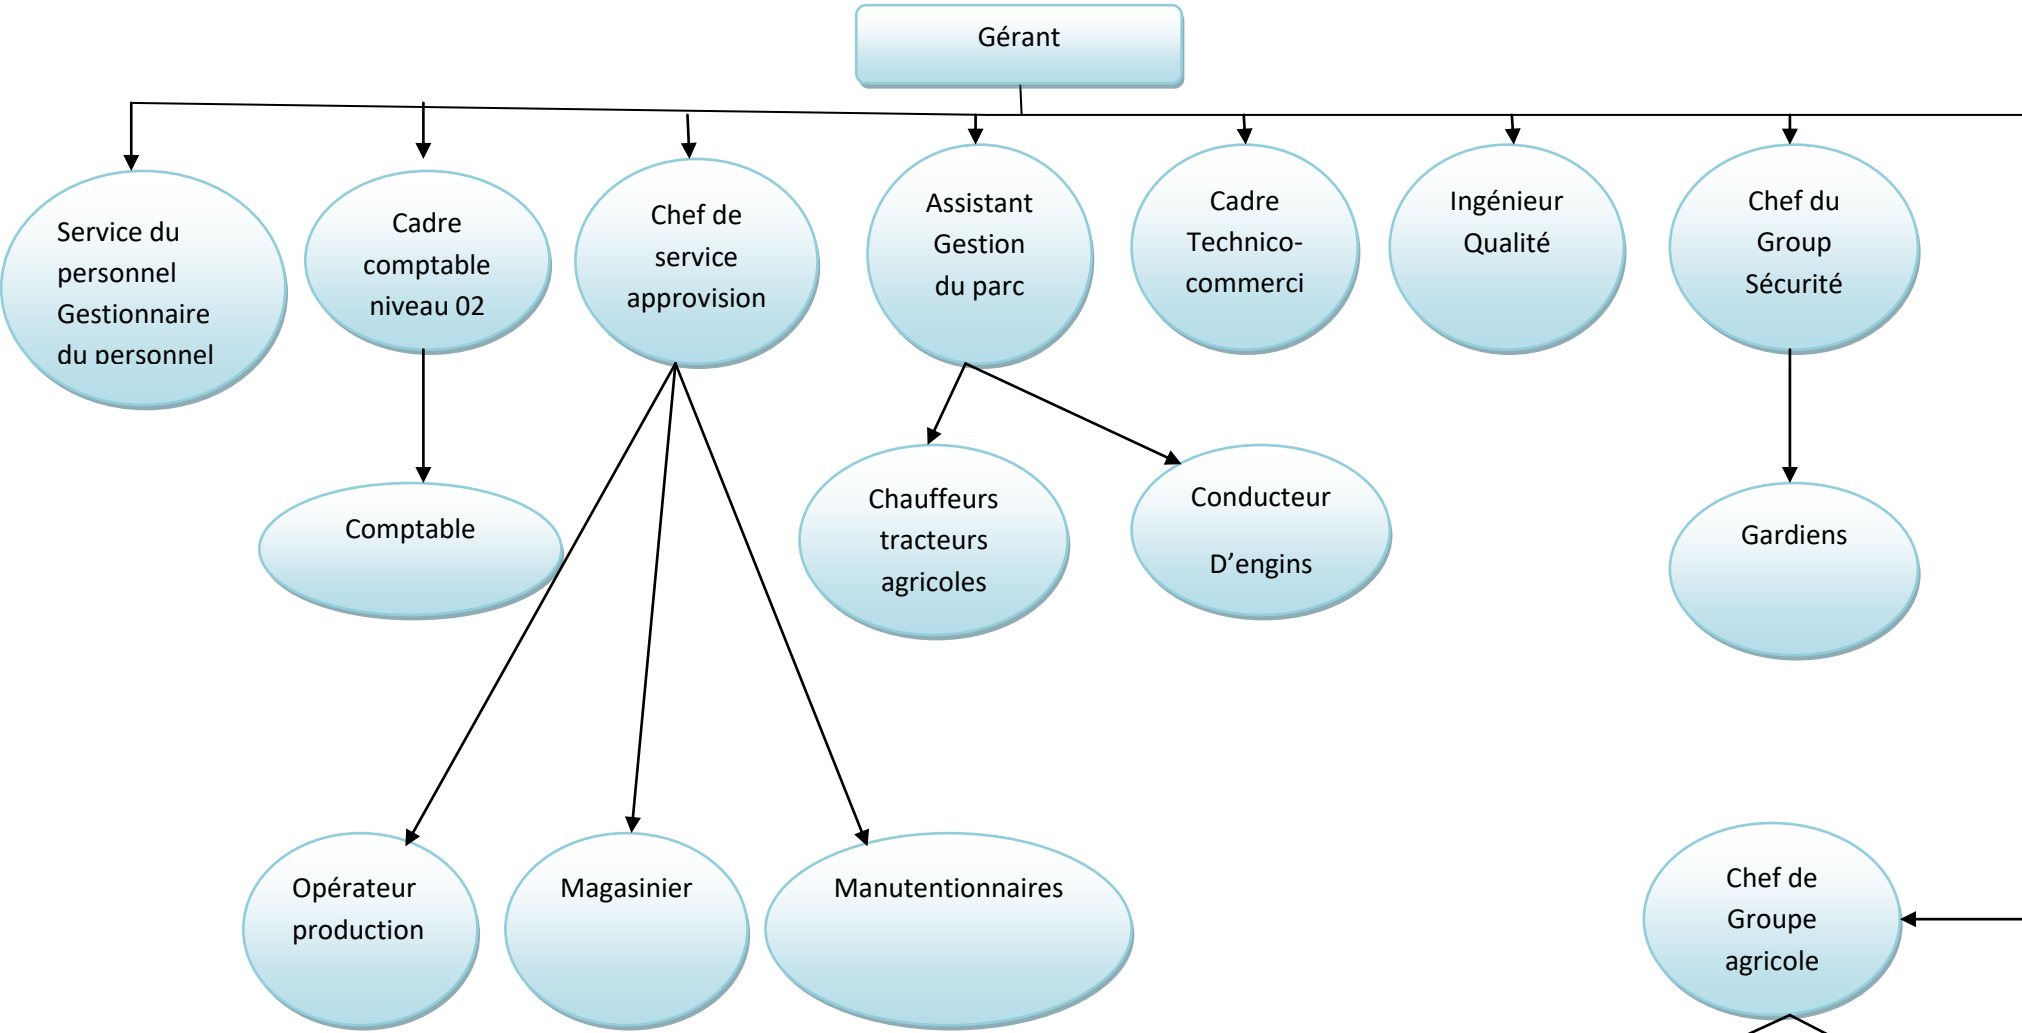 Gérant
Service du
personnel
Gestionnaire
du personnel
Cadre
comptable
niveau 02
Chef de
service
approvision
Assistant
Gestion
du parc
Cadre
Technico-
commerci
Ingénieur
Qualité
Chef du
Group
Sécurité
Comptable
Chauffeurs
tracteurs
agricoles
Conducteur
D’engins
Gardiens
Opérateur
production
Magasinier
Manutentionnaires
Chef de
Groupe
agricole